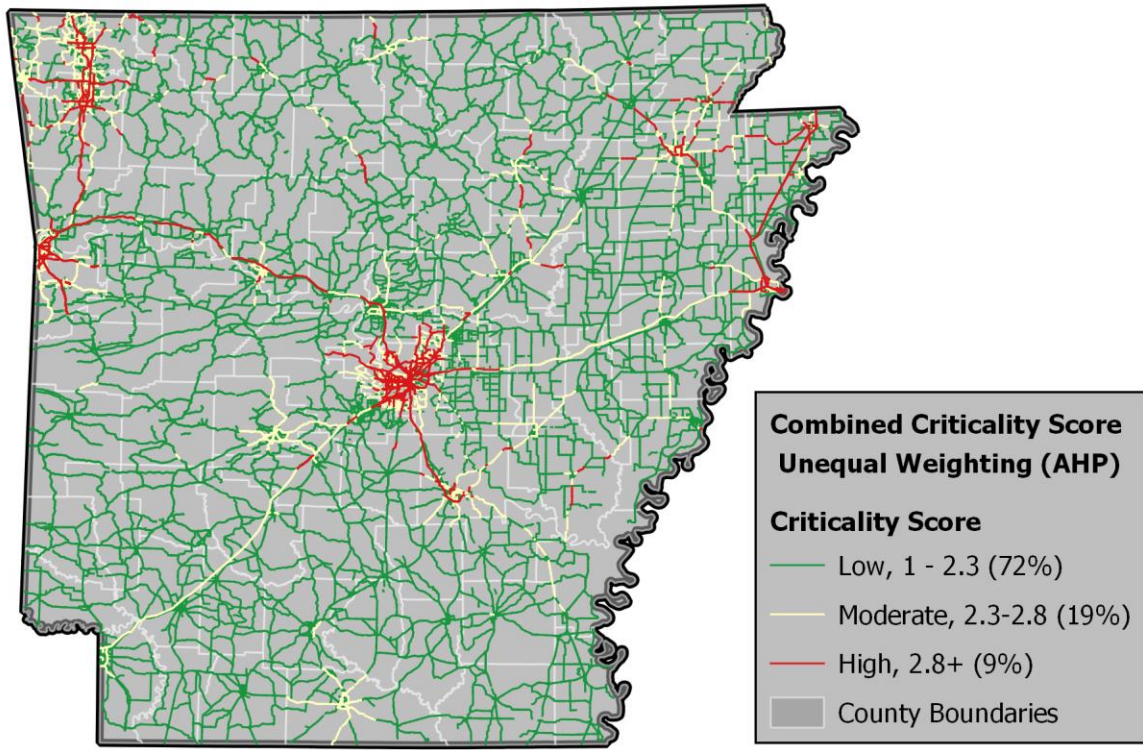 Combined Criticality Score
Unequal Weighting (AHP)
Criticality Score
Low, 1 - 2.3 (72%)
Moderate, 2.3-2.8 (19%)
High, 2.8+ (9%)
County Boundaries